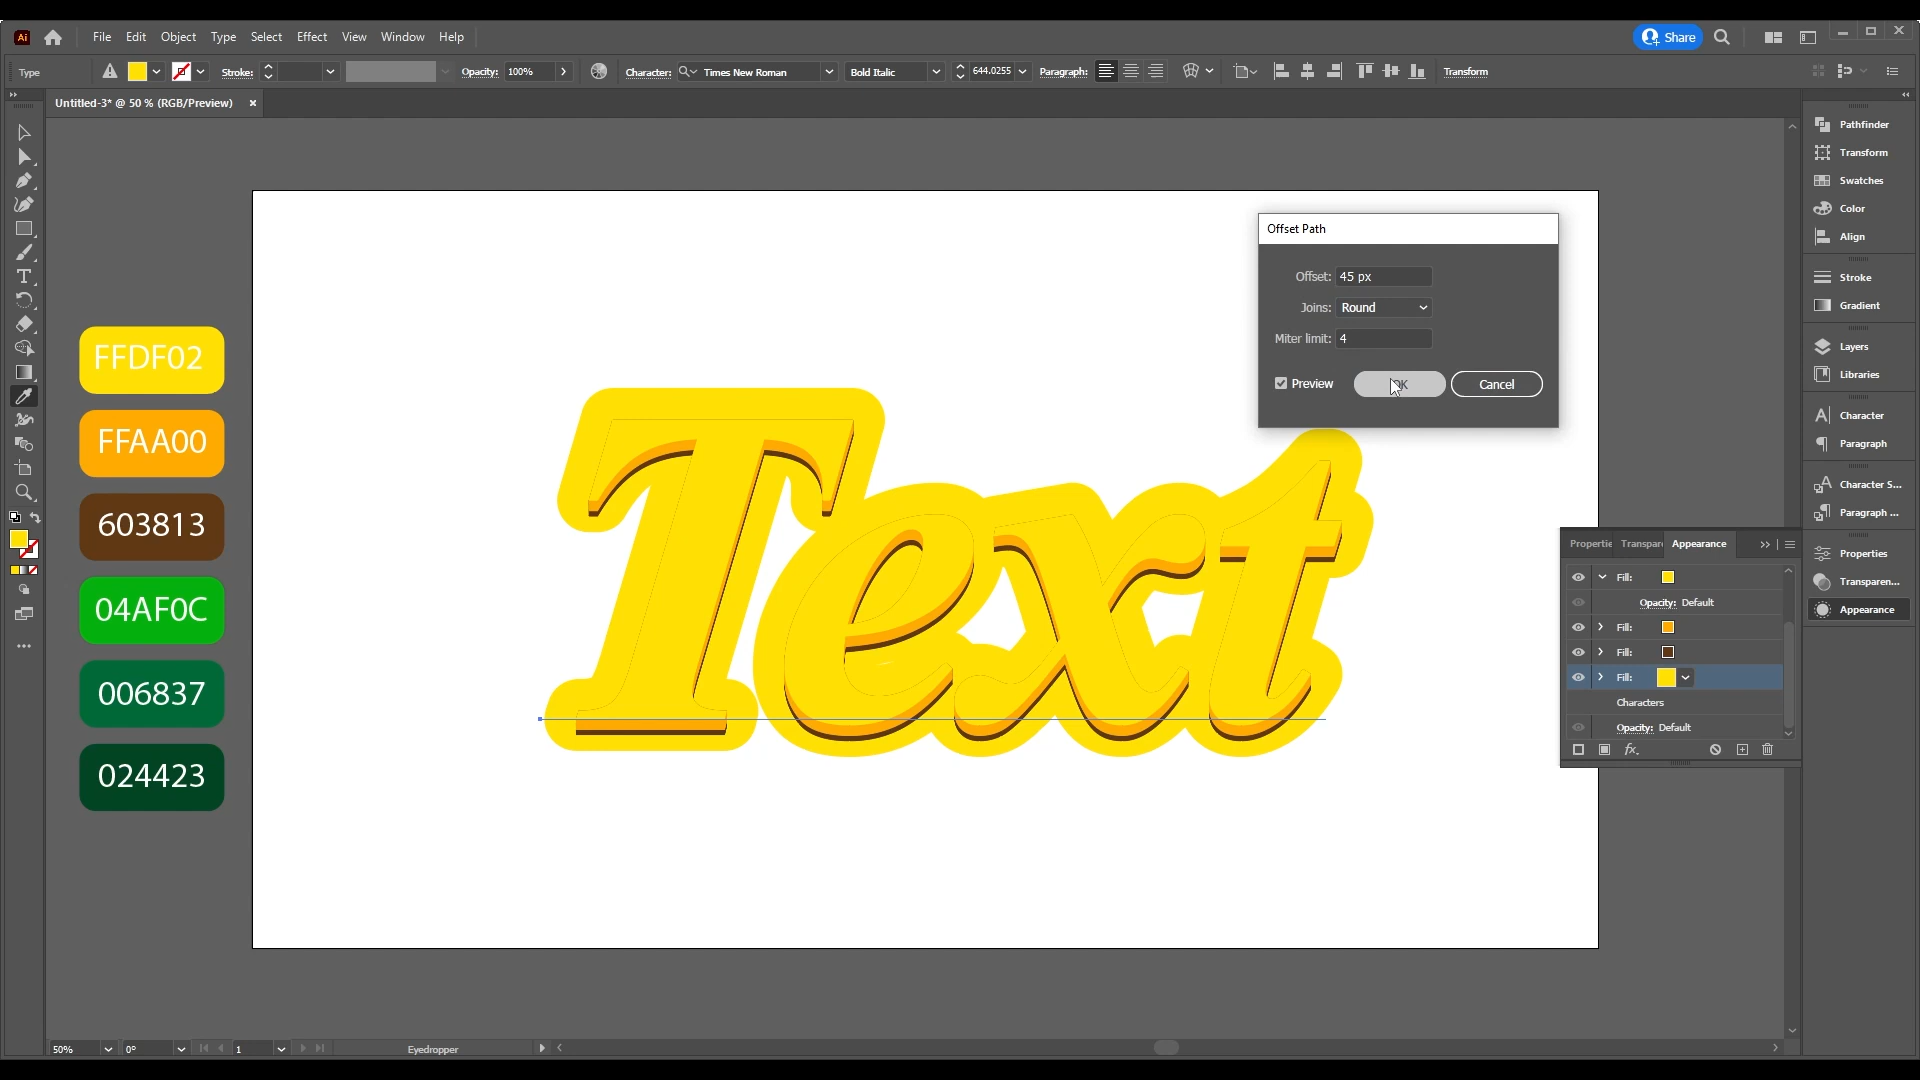 Ai File Edit Object Type Select Effect View Window Help Share
Type Stroke: Opacity: 100% Character: Times New Roman Bold Italic 644.0255 Paragraph: Transform
Untitled-3* @ 50 % (RGB/Preview) ×
Offset Path
Offset: 45 px
Joins: Round
Miter limit: 4
Preview OK Cancel
FFDF02
FFAA00
603813
04AF0C
006837
024423
Text
Pathfinder
Transform
Swatches
Color
Align
Stroke
Gradient
Layers
Libraries
Character
Paragraph
Character S...
Paragraph ...
Properties
Transparen...
Appearance
Propertie Transpare Appearance
Fill:
Opacity: Default
Fill:
Fill:
Fill:
Characters
Opacity: Default
fx.
50% 0° 1 Eyedropper